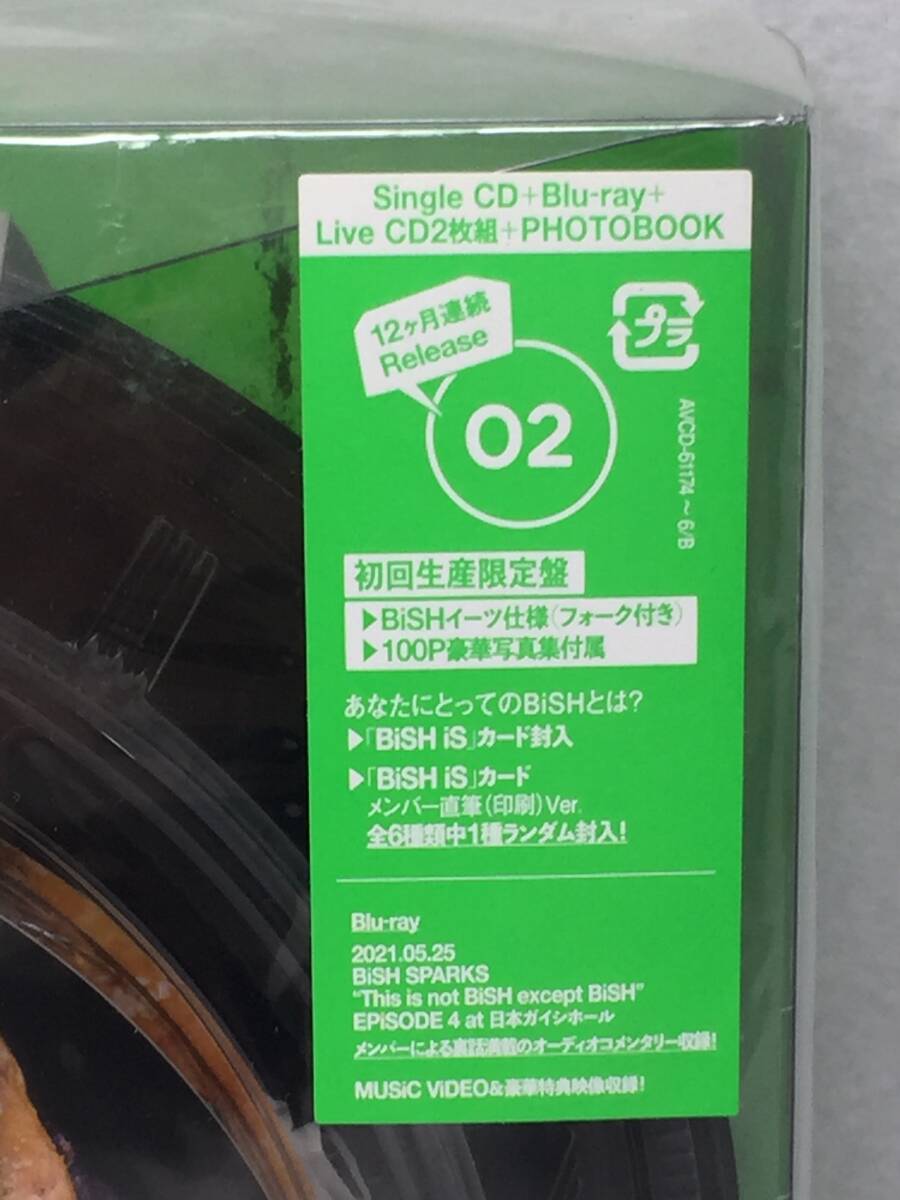 Single CD+Blu-ray+
Live CD2枚組+PHOTOBOOK
12ヶ月連続
Release
02
プラ
AVCD-61174~6/B
初回生産限定盤
▶BiSHイーツ仕様(フォーク付き)
▶100P豪華写真集付属
あなたにとってのBiSHとは?
▶「BiSH iS」カード封入
▶「BiSH iS」カード
メンバー直筆(印刷)Ver.
全6種類中1種ランダム封入!
Blu-ray
2021.05.25
BiSH SPARKS
“This is not BiSH except BiSH”
EPiSODE 4 at 日本ガイシホール
メンバーによる裏話満載のオーディオコメンタリー収録!
MUSiC ViDEO&豪華特典映像収録!